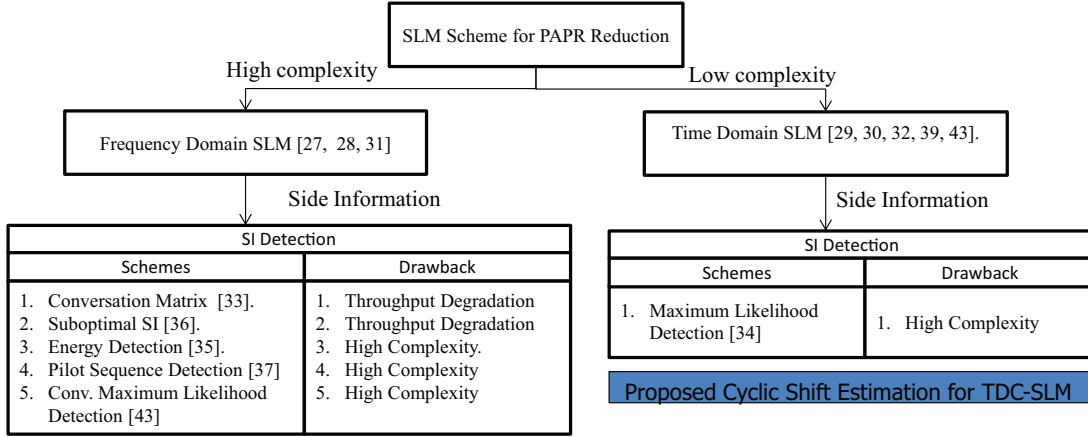 SLM Scheme for PAPR Reduction
High complexity
Low complexity
Frequency Domain SLM [27, 28, 31]
Time Domain SLM [29, 30, 32, 39, 43].
Side Information
Side Information
SI Detection
Schemes
Drawback
1. Conversation Matrix [33].
2. Suboptimal SI [36].
3. Energy Detection [35].
4. Pilot Sequence Detection [37]
5. Conv. Maximum Likelihood
Detection [43]
1. Throughput Degradation
2. Throughput Degradation
3. High Complexity.
4. High Complexity
5. High Complexity
SI Detection
Schemes
Drawback
1. Maximum Likelihood
Detection [34]
1. High Complexity
Proposed Cyclic Shift Estimation for TDC-SLM